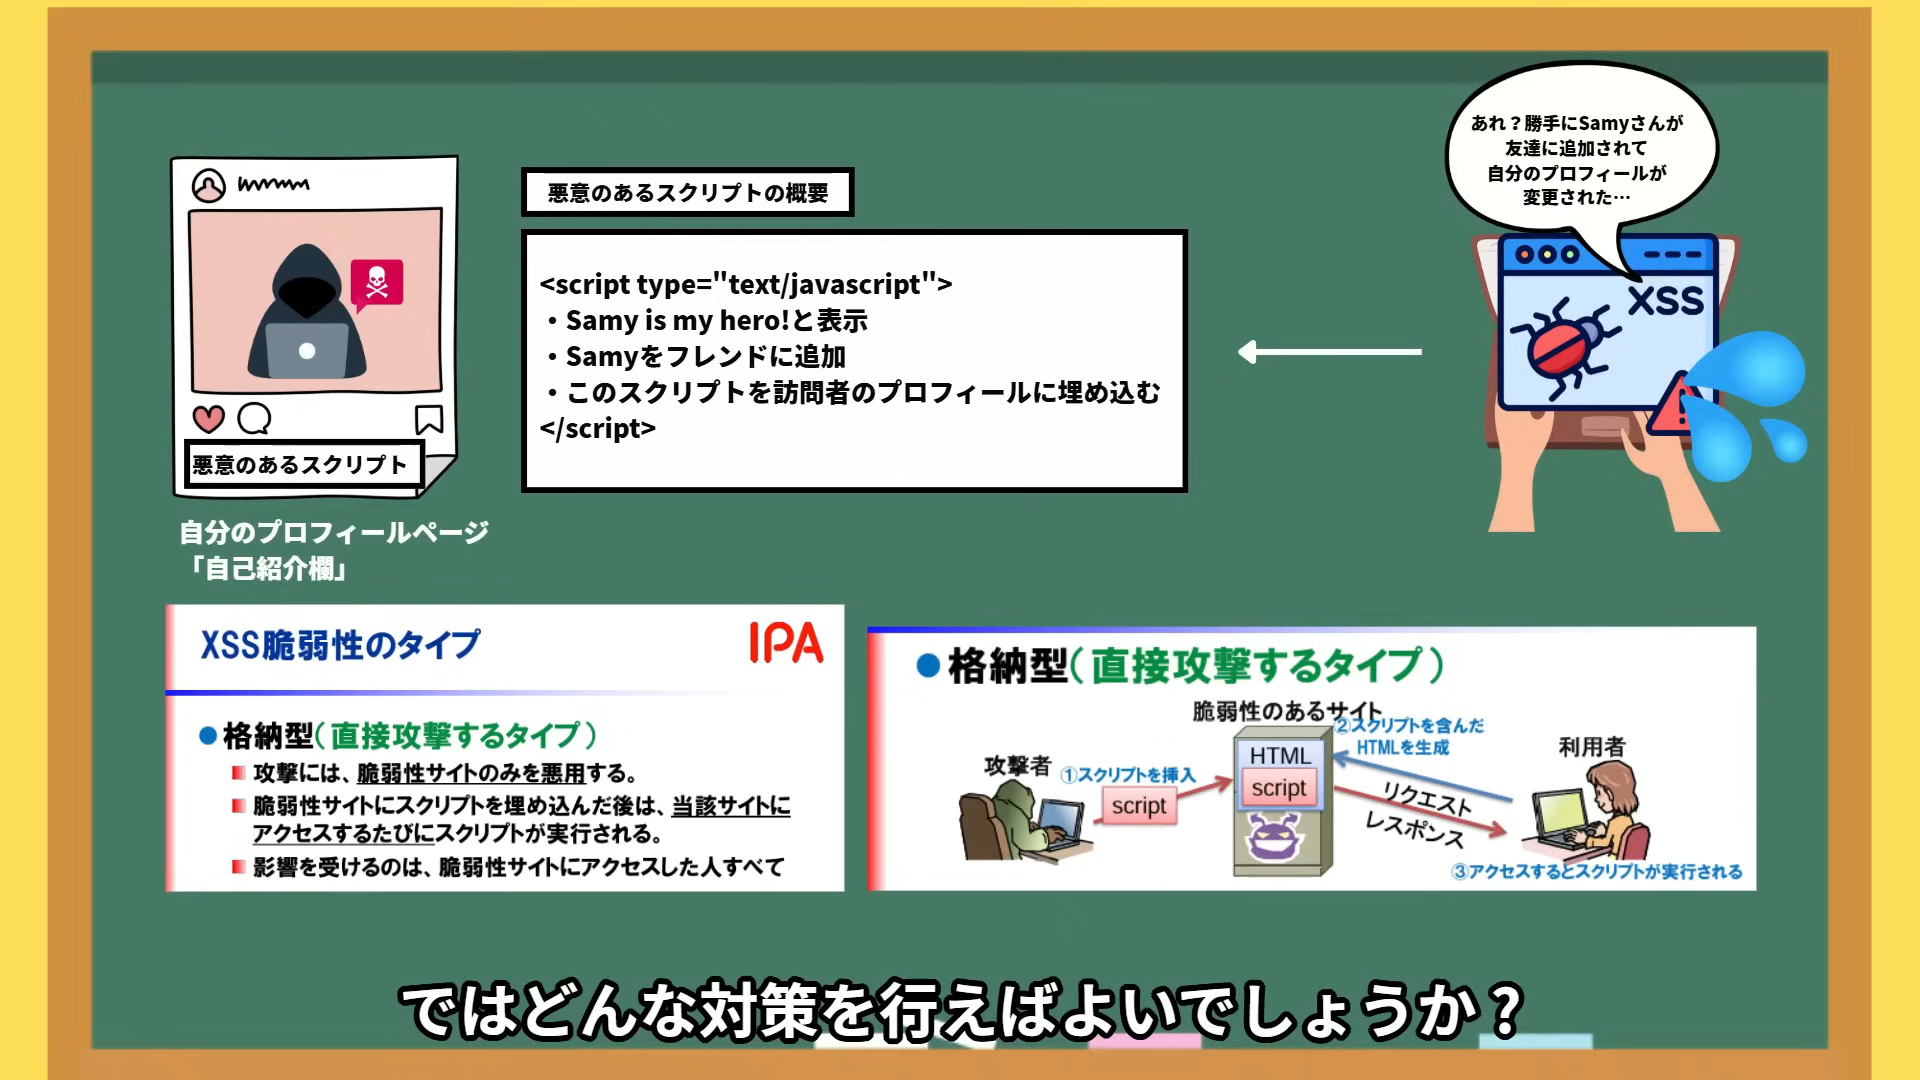 あれ？勝手にSamyさんが
友達に追加されて
自分のプロフィールが
変更された…
悪意のあるスクリプトの概要
<script type="text/javascript">
・Samy is my hero!と表示
・Samyをフレンドに追加
・このスクリプトを訪問者のプロフィールに埋め込む
</script>
XSS
悪意のあるスクリプト
自分のプロフィールページ
「自己紹介欄」
XSS脆弱性のタイプ
IPA
●格納型（直接攻撃するタイプ）
攻撃には、脆弱性サイトのみを悪用する。
脆弱性サイトにスクリプトを埋め込んだ後は、当該サイトに
アクセスするたびにスクリプトが実行される。
影響を受けるのは、脆弱性サイトにアクセスした人すべて
●格納型（直接攻撃するタイプ）
脆弱性のあるサイト
②スクリプトを含んだ
HTMLを生成
利用者
攻撃者
①スクリプトを挿入
HTML
script
script
リクエスト
レスポンス
③アクセスするとスクリプトが実行される
ではどんな対策を行えばよいでしょうか？